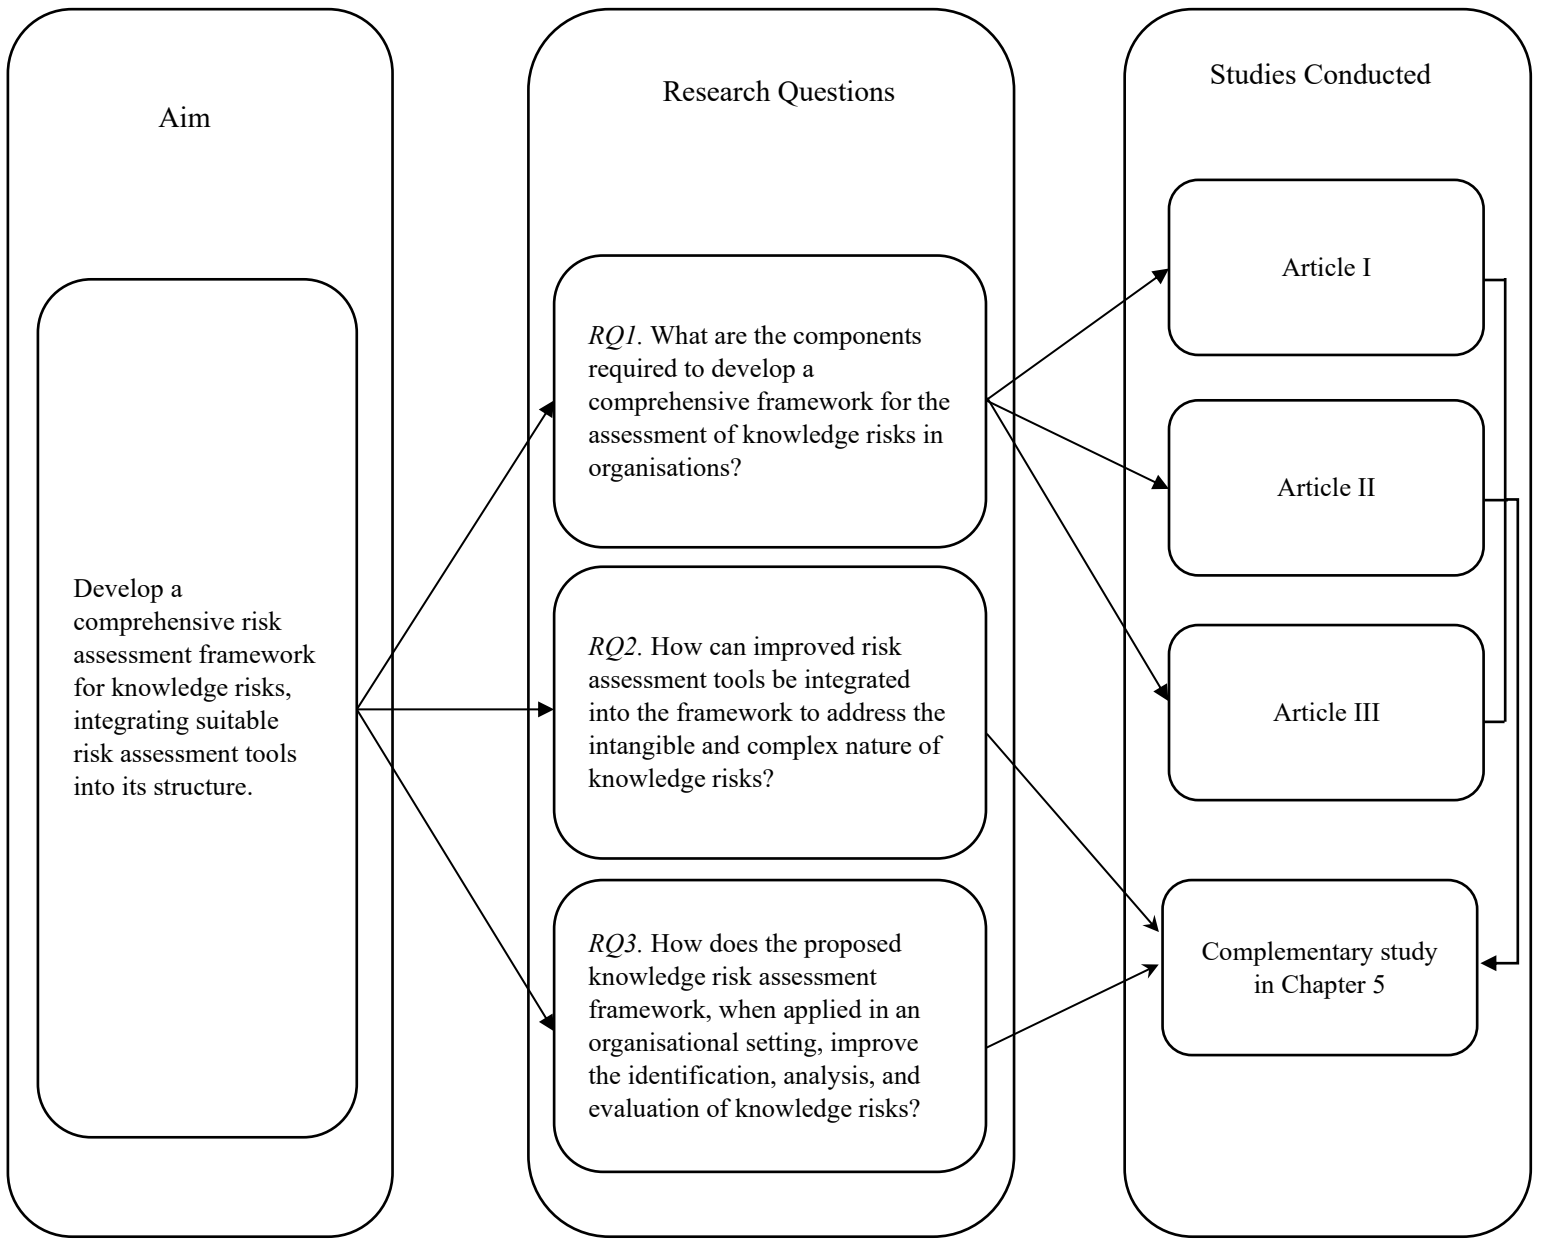 Aim
Develop a
comprehensive risk
assessment framework
for knowledge risks,
integrating suitable
risk assessment tools
into its structure.
Research Questions
RQ1. What are the components
required to develop a
comprehensive framework for the
assessment of knowledge risks in
organisations?
RQ2. How can improved risk
assessment tools be integrated
into the framework to address the
intangible and complex nature of
knowledge risks?
RQ3. How does the proposed
knowledge risk assessment
framework, when applied in an
organisational setting, improve
the identification, analysis, and
evaluation of knowledge risks?
Studies Conducted
Article I
Article II
Article III
Complementary study
in Chapter 5